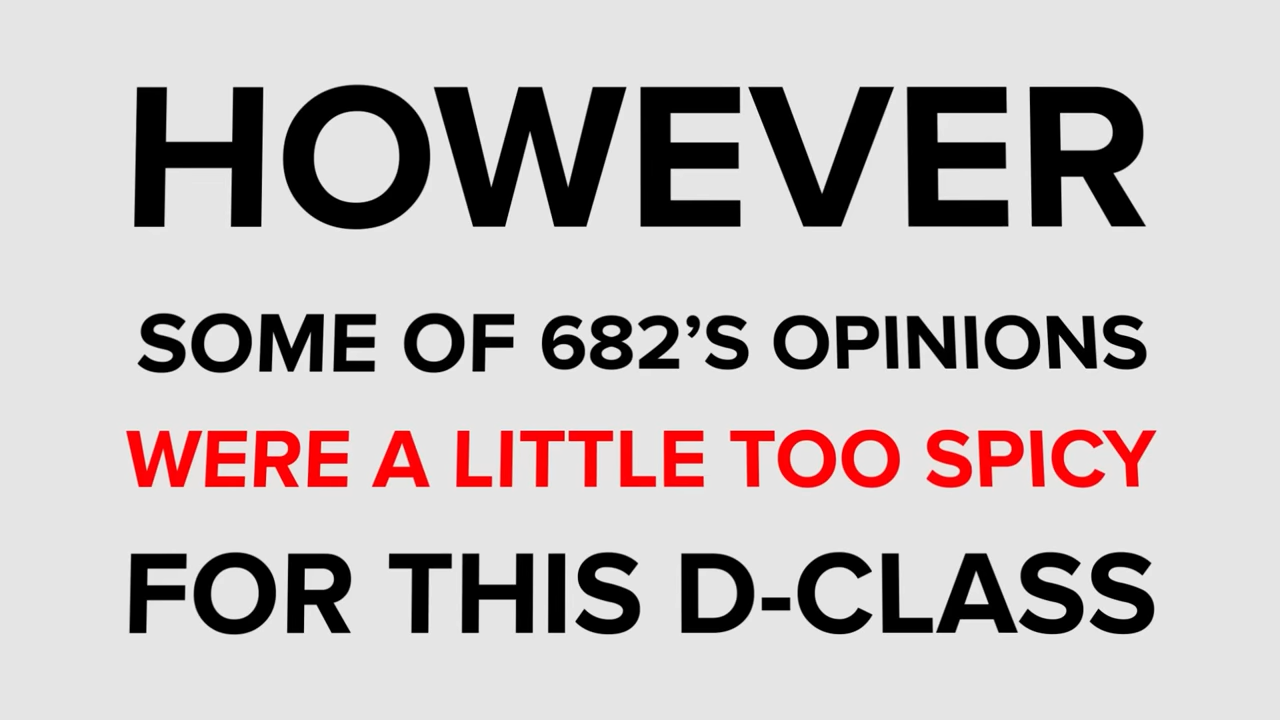 HOWEVER
SOME OF 682’S OPINIONS
WERE A LITTLE TOO SPICY
FOR THIS D-CLASS